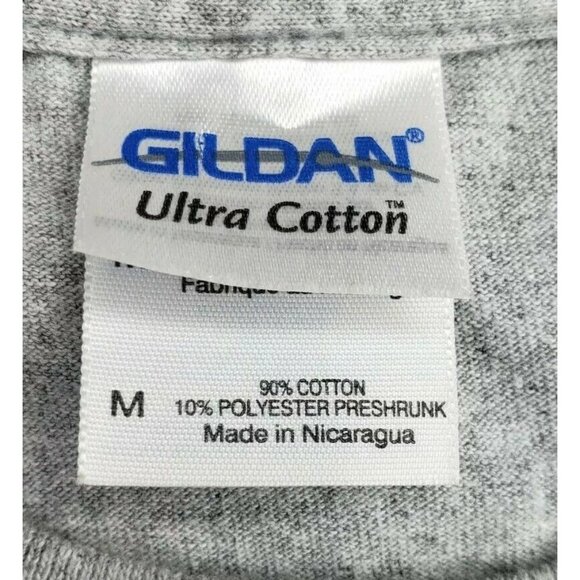 GILDAN®
Ultra Cotton™
Fabriqué
M
90% COTTON
10% POLYESTER PRESHRUNK
Made in Nicaragua